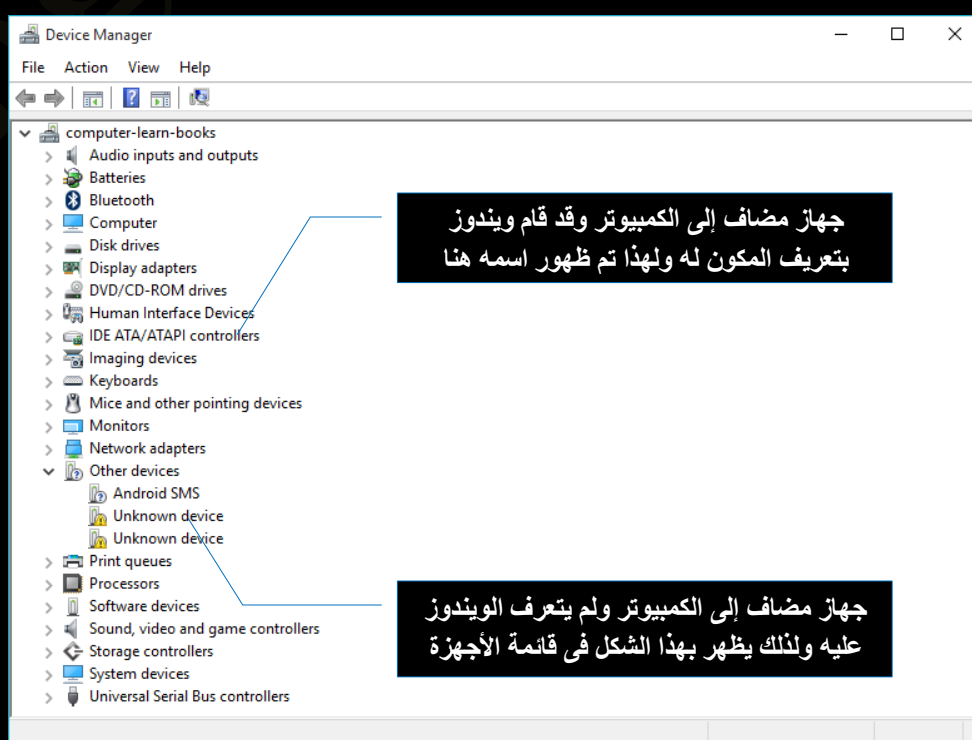 Device Manager
File Action View Help
computer-learn-books
Audio inputs and outputs
Batteries
Bluetooth
Computer
Disk drives
Display adapters
DVD/CD-ROM drives
Human Interface Devices
IDE ATA/ATAPI controllers
Imaging devices
Keyboards
Mice and other pointing devices
Monitors
Network adapters
Other devices
Android SMS
Unknown device
Unknown device
Print queues
Processors
Software devices
Sound, video and game controllers
Storage controllers
System devices
Universal Serial Bus controllers
جهاز مضاف إلى الكمبيوتر وقد قام ويندوز
بتعريف المكون له ولهذا تم ظهور اسمه هنا
جهاز مضاف إلى الكمبيوتر ولم يتعرف الويندوز
عليه ولذلك يظهر بهذا الشكل فى قائمة الأجهزة